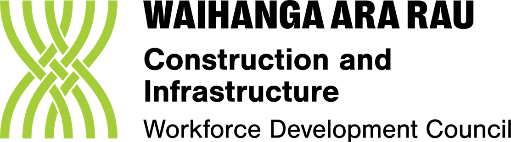 WAIHANGA ARA RAU
Construction and
Infrastructure
Workforce Development Council